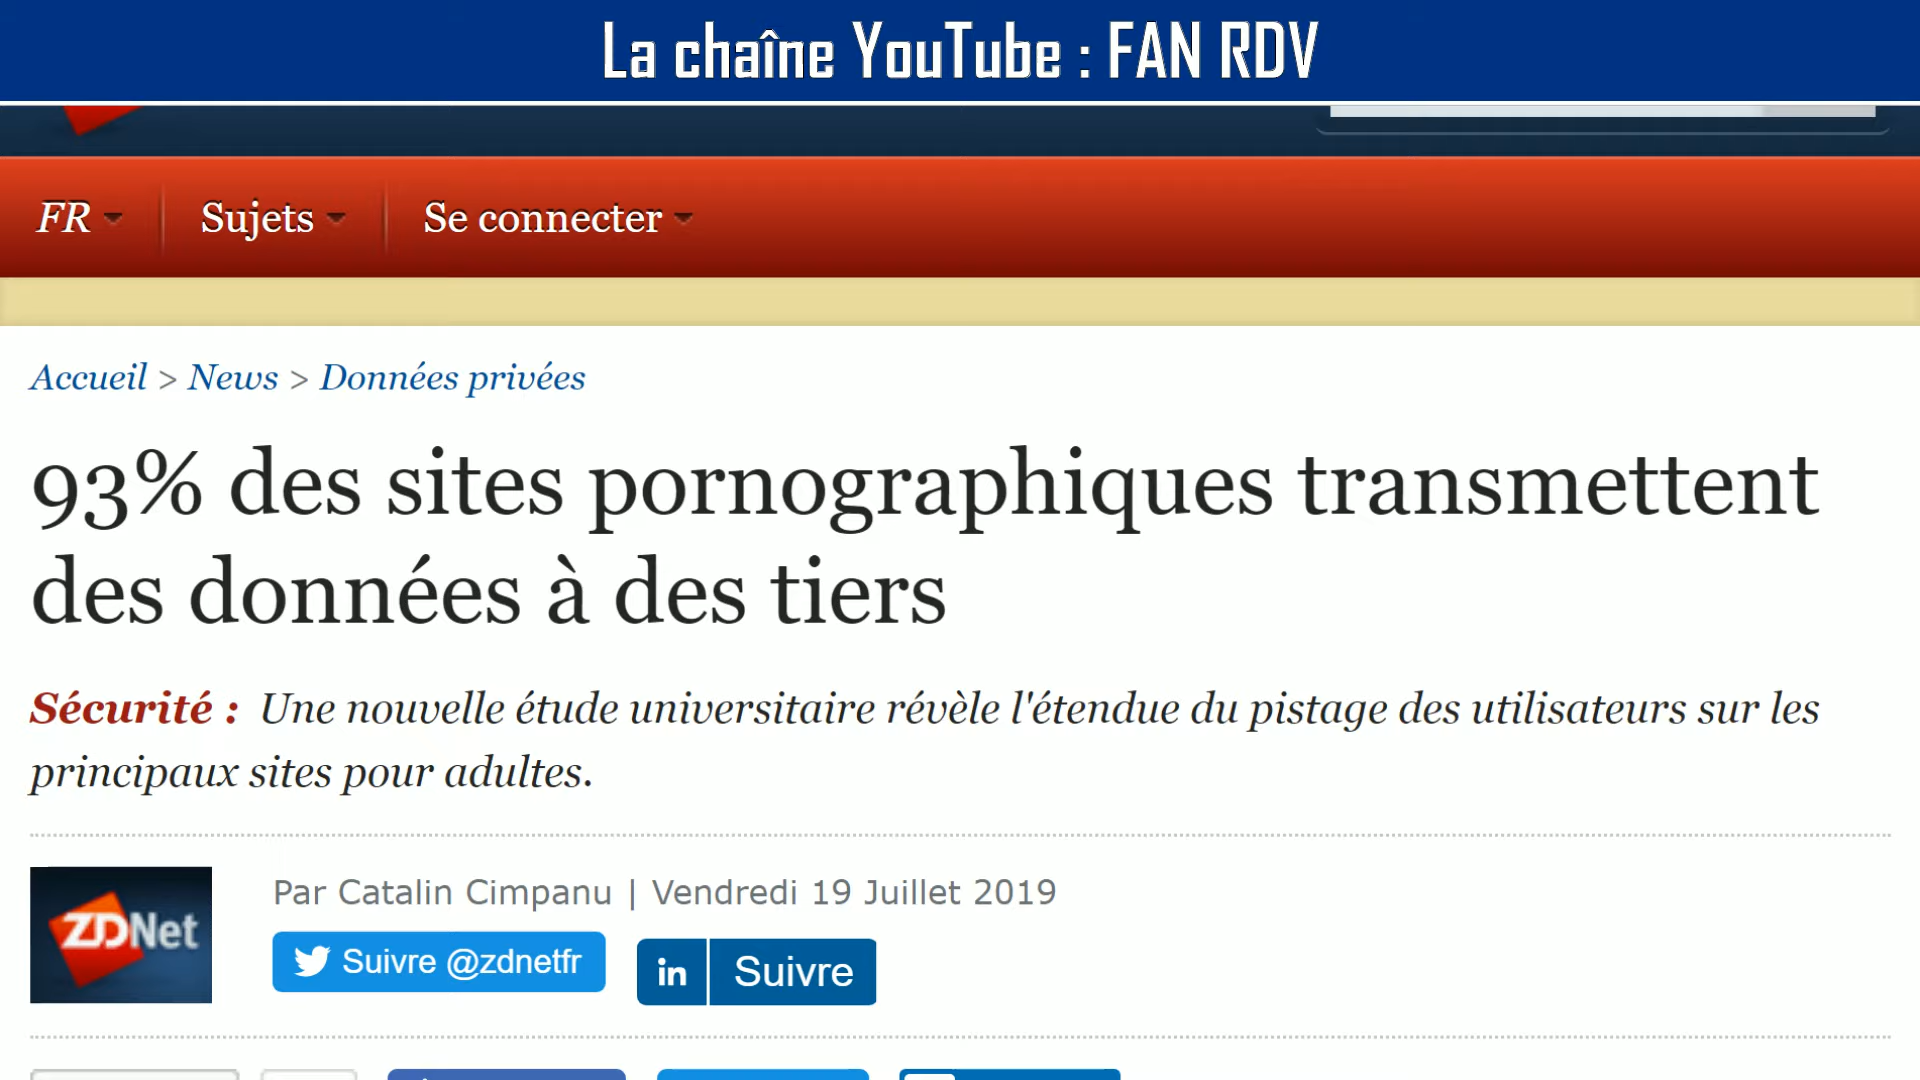 La chaîne YouTube : FAN RDV
FR Sujets Se connecter
Accueil > News > Données privées
93% des sites pornographiques transmettent
des données à des tiers
Sécurité : Une nouvelle étude universitaire révèle l'étendue du pistage des utilisateurs sur les
principaux sites pour adultes.
ZDNet
Par Catalin Cimpanu | Vendredi 19 Juillet 2019
Suivre @zdnetfr
in Suivre